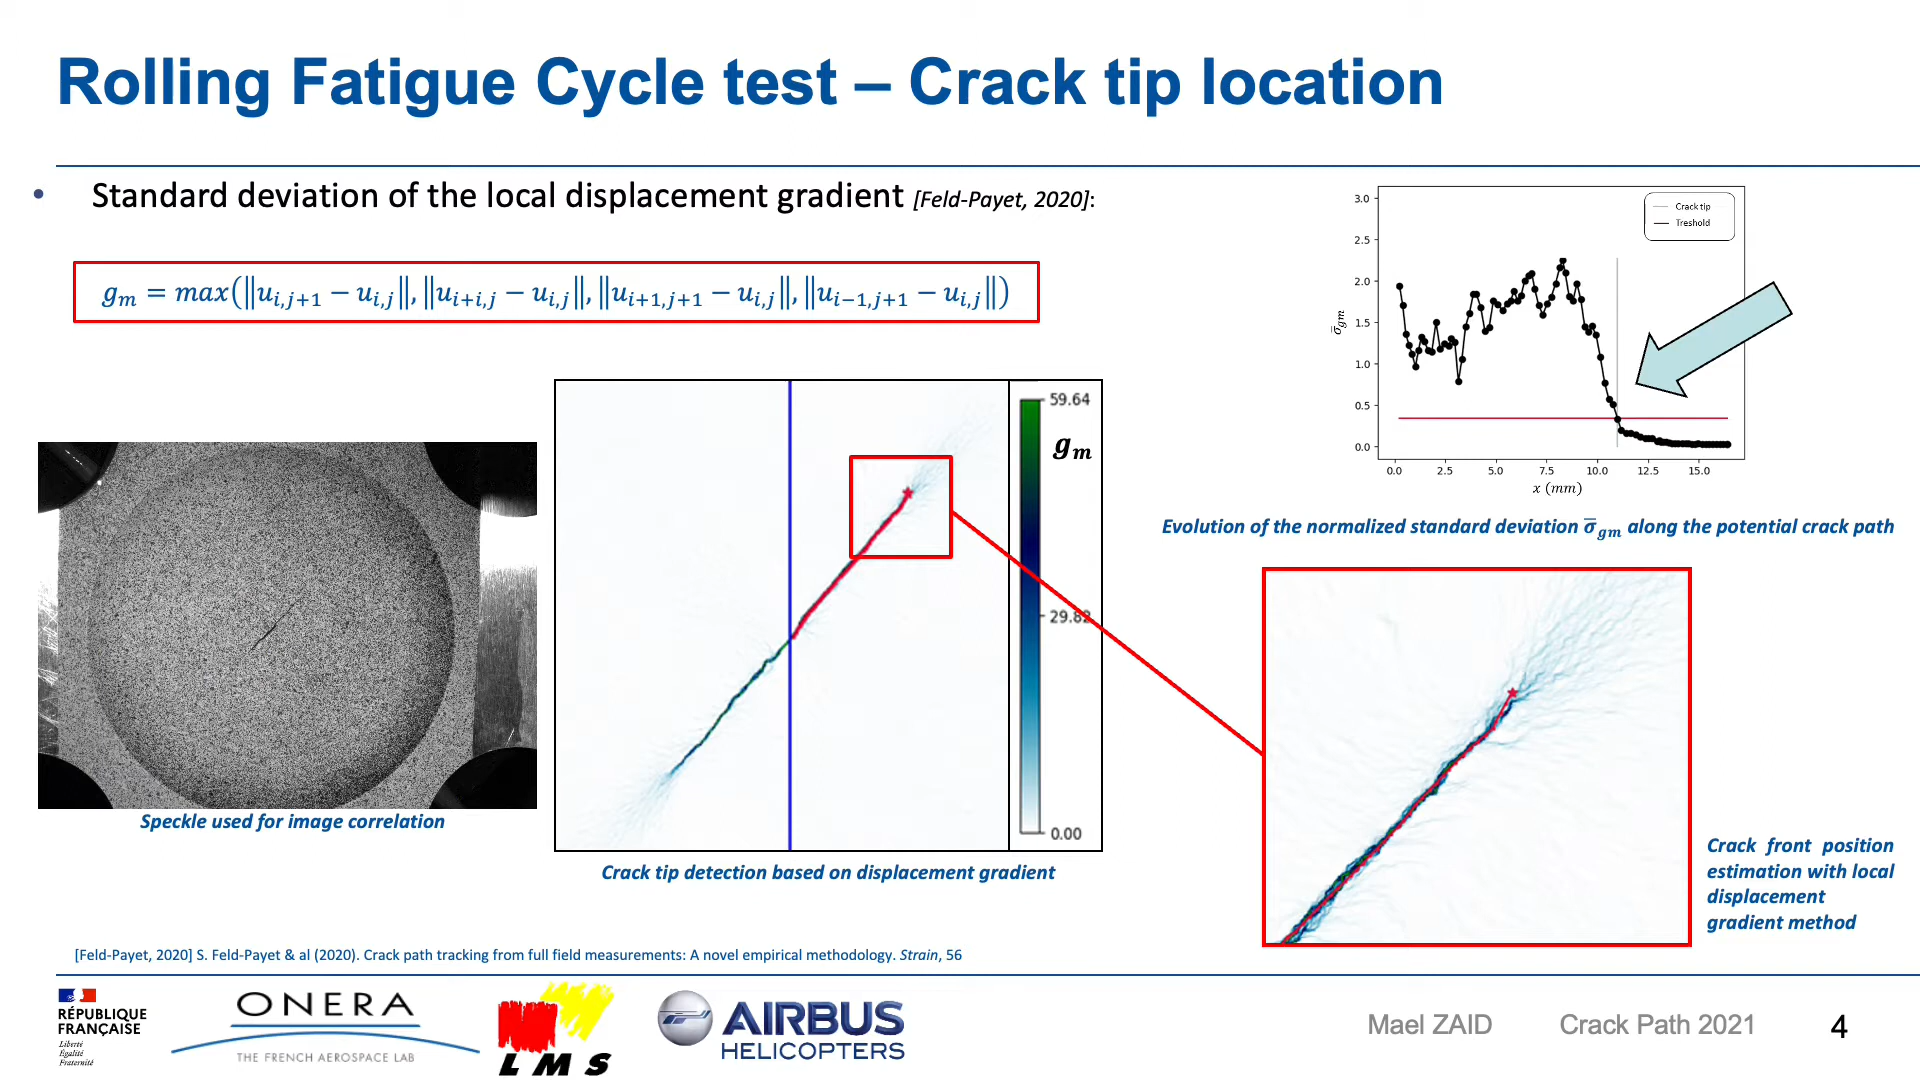 Rolling Fatigue Cycle test – Crack tip location
• Standard deviation of the local displacement gradient [Feld-Payet, 2020]:
g_m = max(‖u_{i,j+1} − u_{i,j}‖, ‖u_{i+i,j} − u_{i,j}‖, ‖u_{i+1,j+1} − u_{i,j}‖, ‖u_{i−1,j+1} − u_{i,j}‖)
Speckle used for image correlation
59.64
g_m
29.82
0.00
Crack tip detection based on displacement gradient
Crack tip
Treshold
3.0
2.5
2.0
1.5
1.0
0.5
0.0
σ̅_gm
0.0 2.5 5.0 7.5 10.0 12.5 15.0
x (mm)
Evolution of the normalized standard deviation σ̅_gm along the potential crack path
Crack front position
estimation with local
displacement
gradient method
[Feld-Payet, 2020] S. Feld-Payet & al (2020). Crack path tracking from full field measurements: A novel empirical methodology. Strain, 56
RÉPUBLIQUE
FRANÇAISE
Liberté
Égalité
Fraternité
ONERA
THE FRENCH AEROSPACE LAB
LMS
AIRBUS
HELICOPTERS
Mael ZAID Crack Path 2021 4